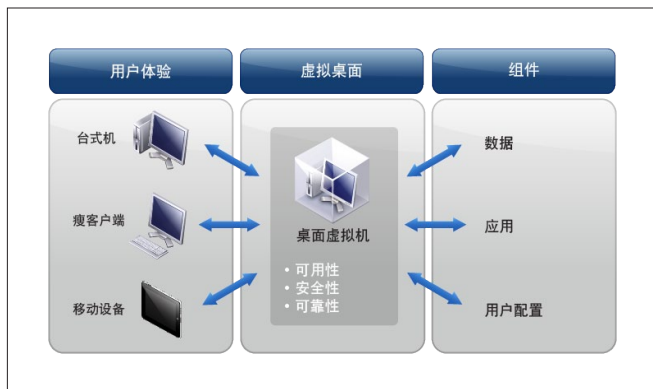 用户体验
虚拟桌面
组件
台式机
瘦客户端
移动设备
桌面虚拟机
• 可用性
• 安全性
• 可靠性
数据
应用
用户配置